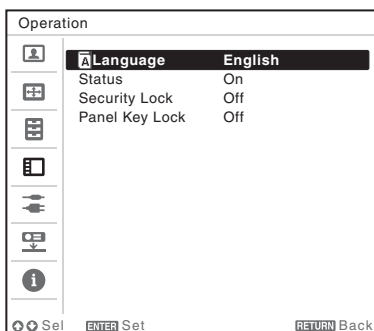 Operation
A Language English
Status On
Security Lock Off
Panel Key Lock Off
Sel ENTER Set RETURN Back